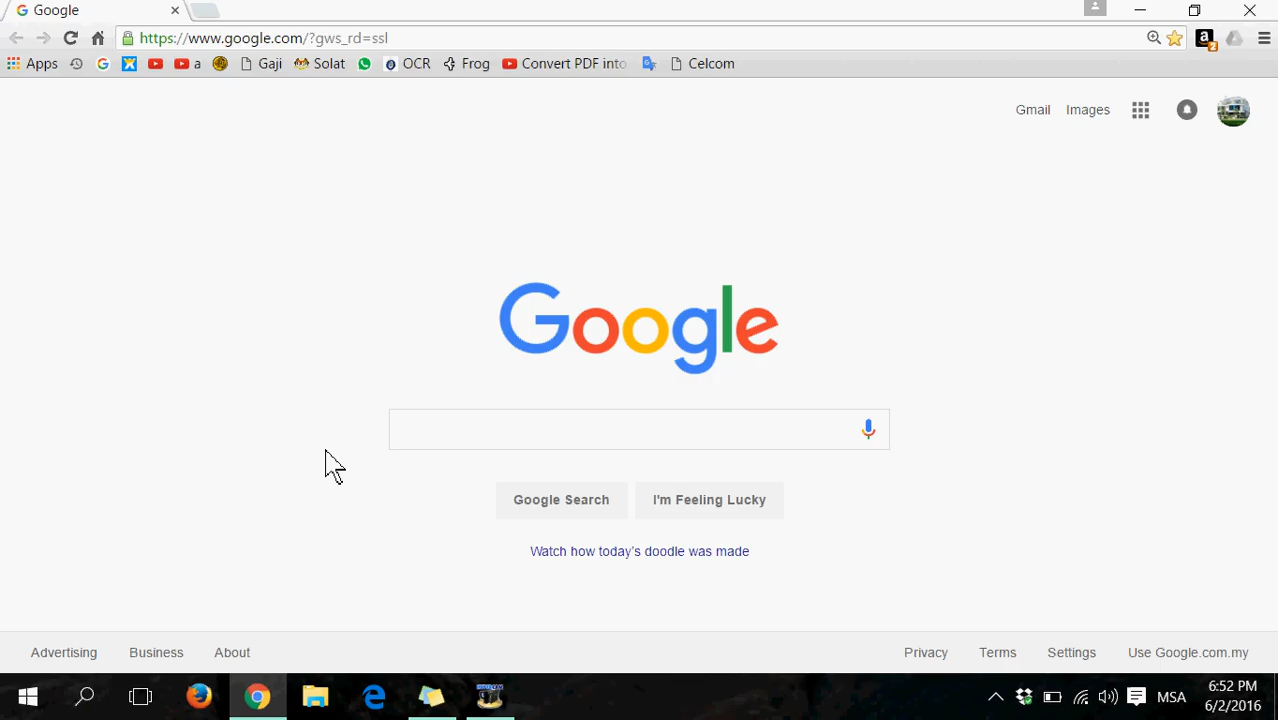 Google
https://www.google.com/?gws_rd=ssl
2
Apps a Gaji Solat OCR Frog Convert PDF into Celcom
Gmail Images
Google
Google Search I'm Feeling Lucky
Watch how today's doodle was made
Advertising Business About Privacy Terms Settings Use Google.com.my
MSA
6:52 PM
6/2/2016